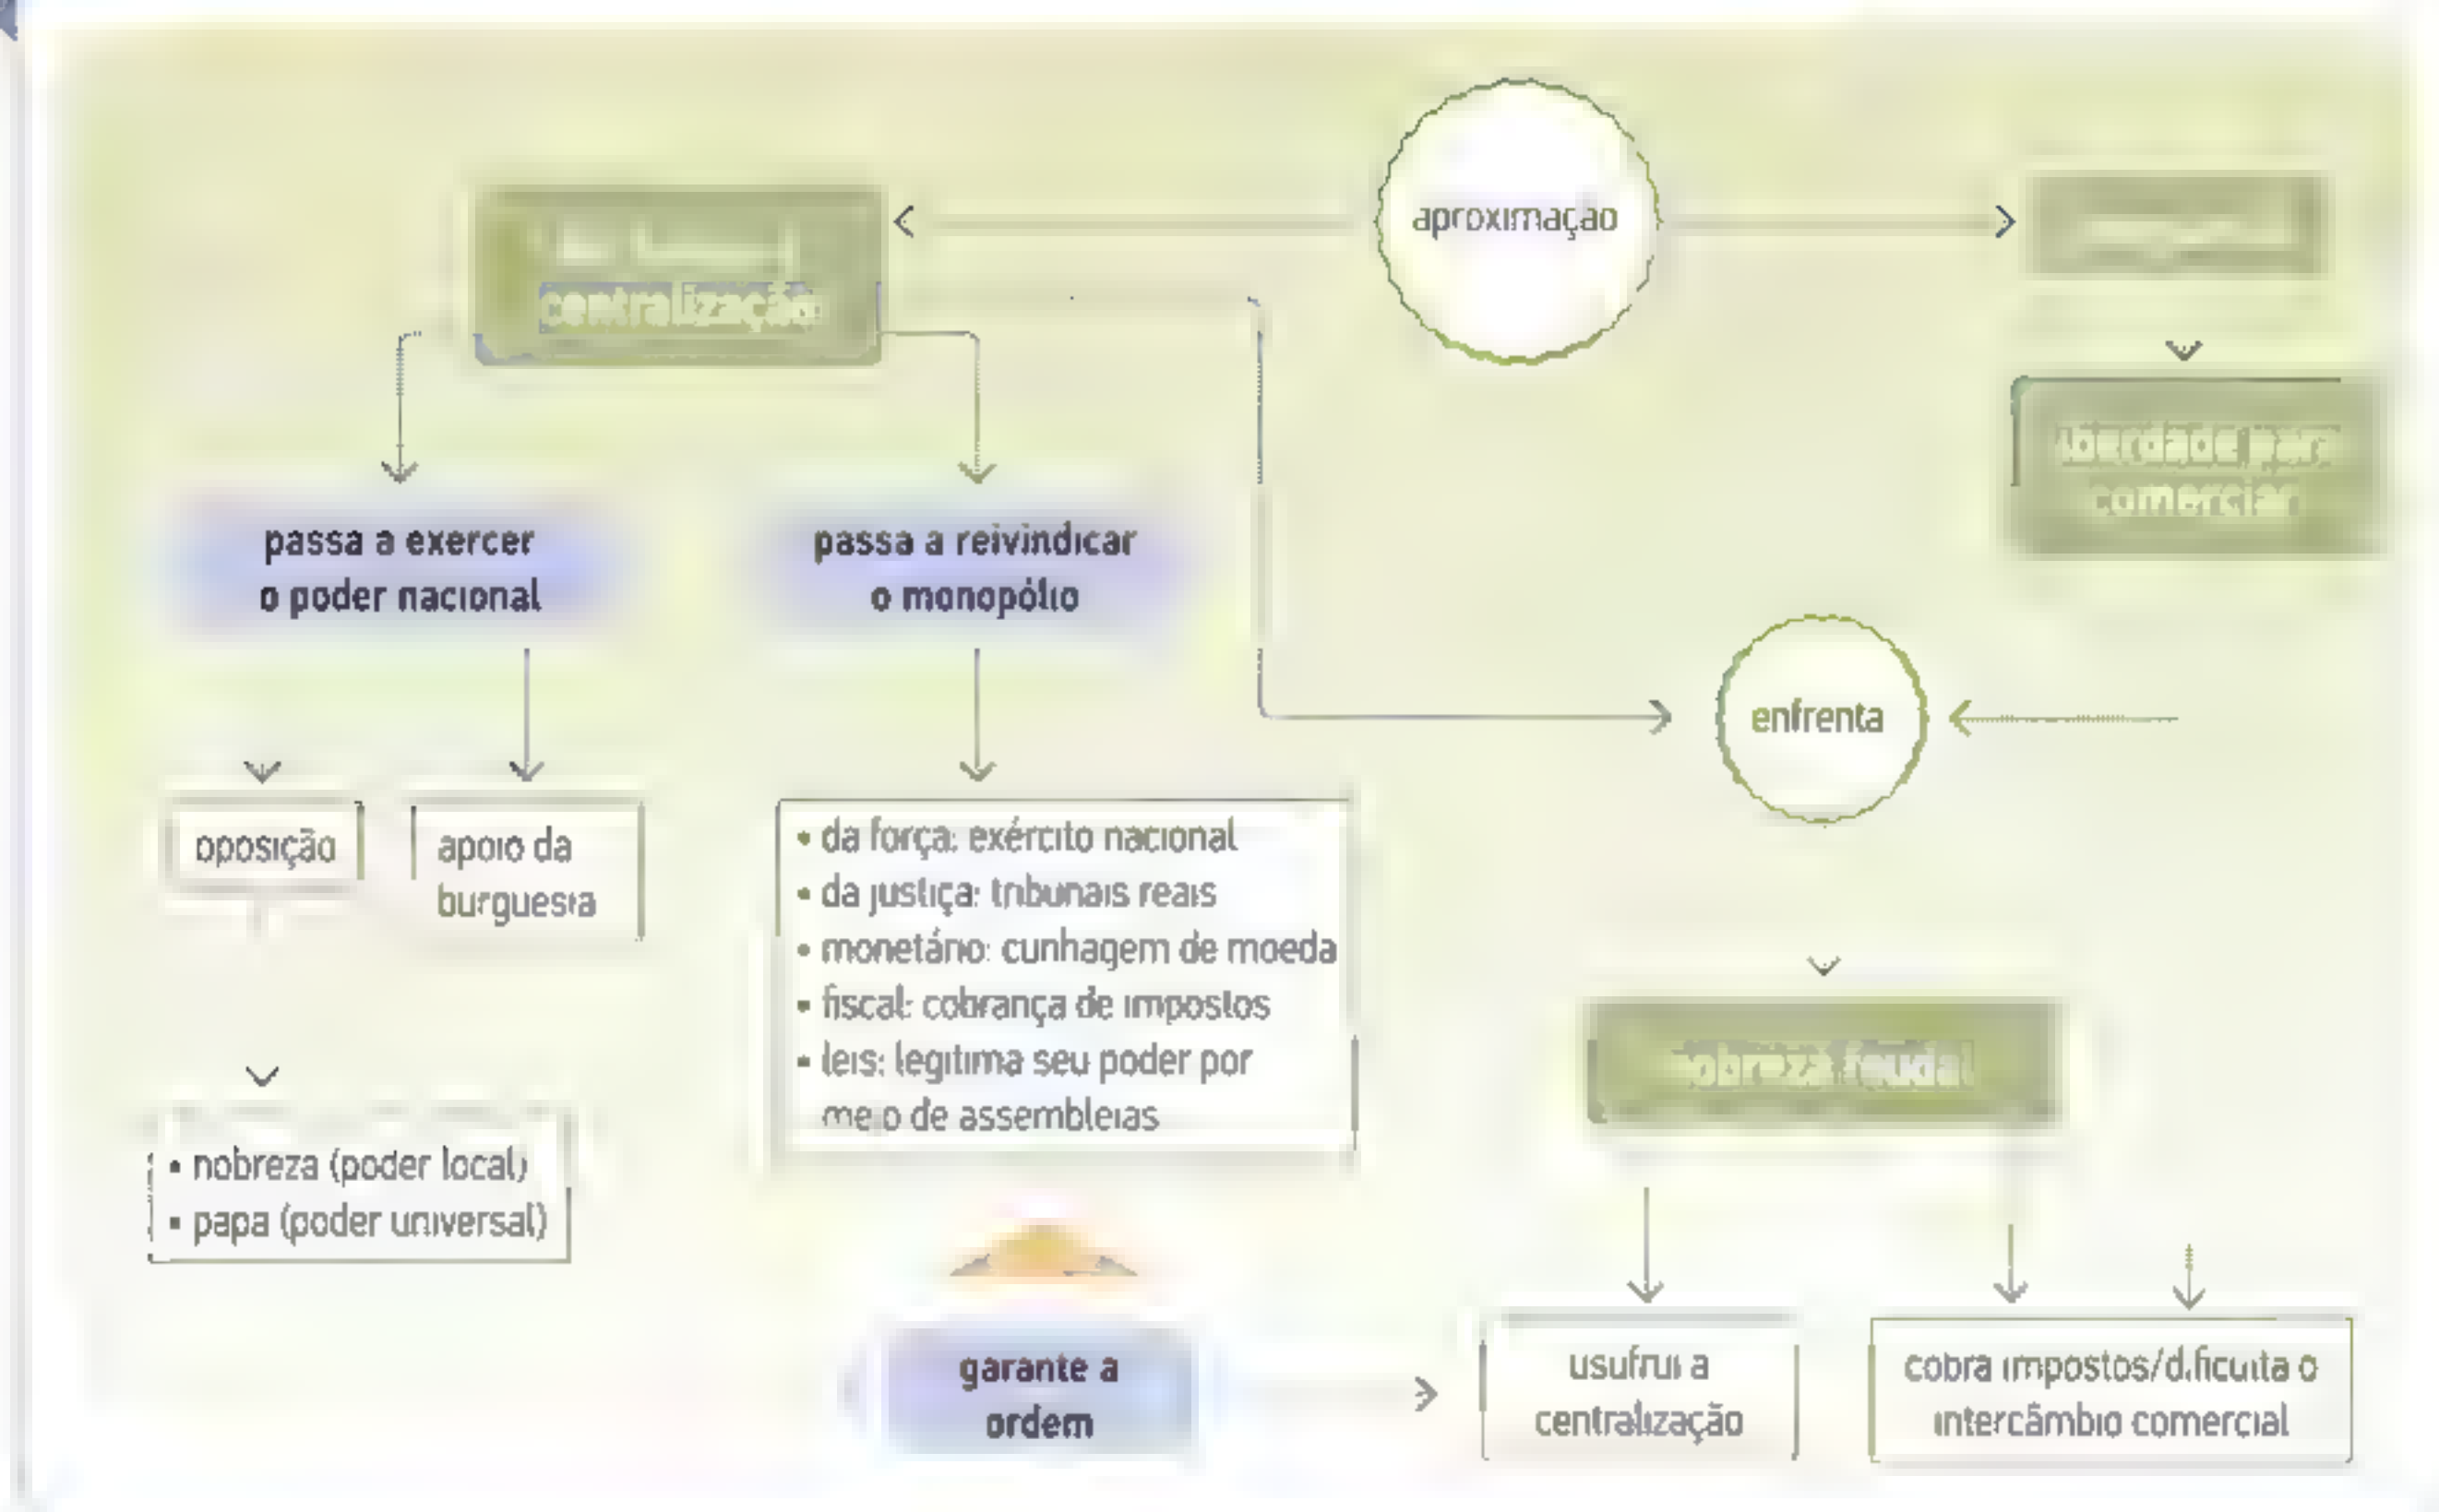 aproximação
centralização
liberdade para
comerciar
passa a exercer
o poder nacional
passa a reivindicar
o monopólio
enfrenta
oposição
apoio da
burguesia
• da força: exército nacional
• da justiça: tribunais reais
• monetário: cunhagem de moeda
• fiscal: cobrança de impostos
• leis: legitima seu poder por
meio de assembleias
nobreza feudal
• nobreza (poder local)
• papa (poder universal)
garante a
ordem
usufrui a
centralização
cobra impostos/dificulta o
intercâmbio comercial